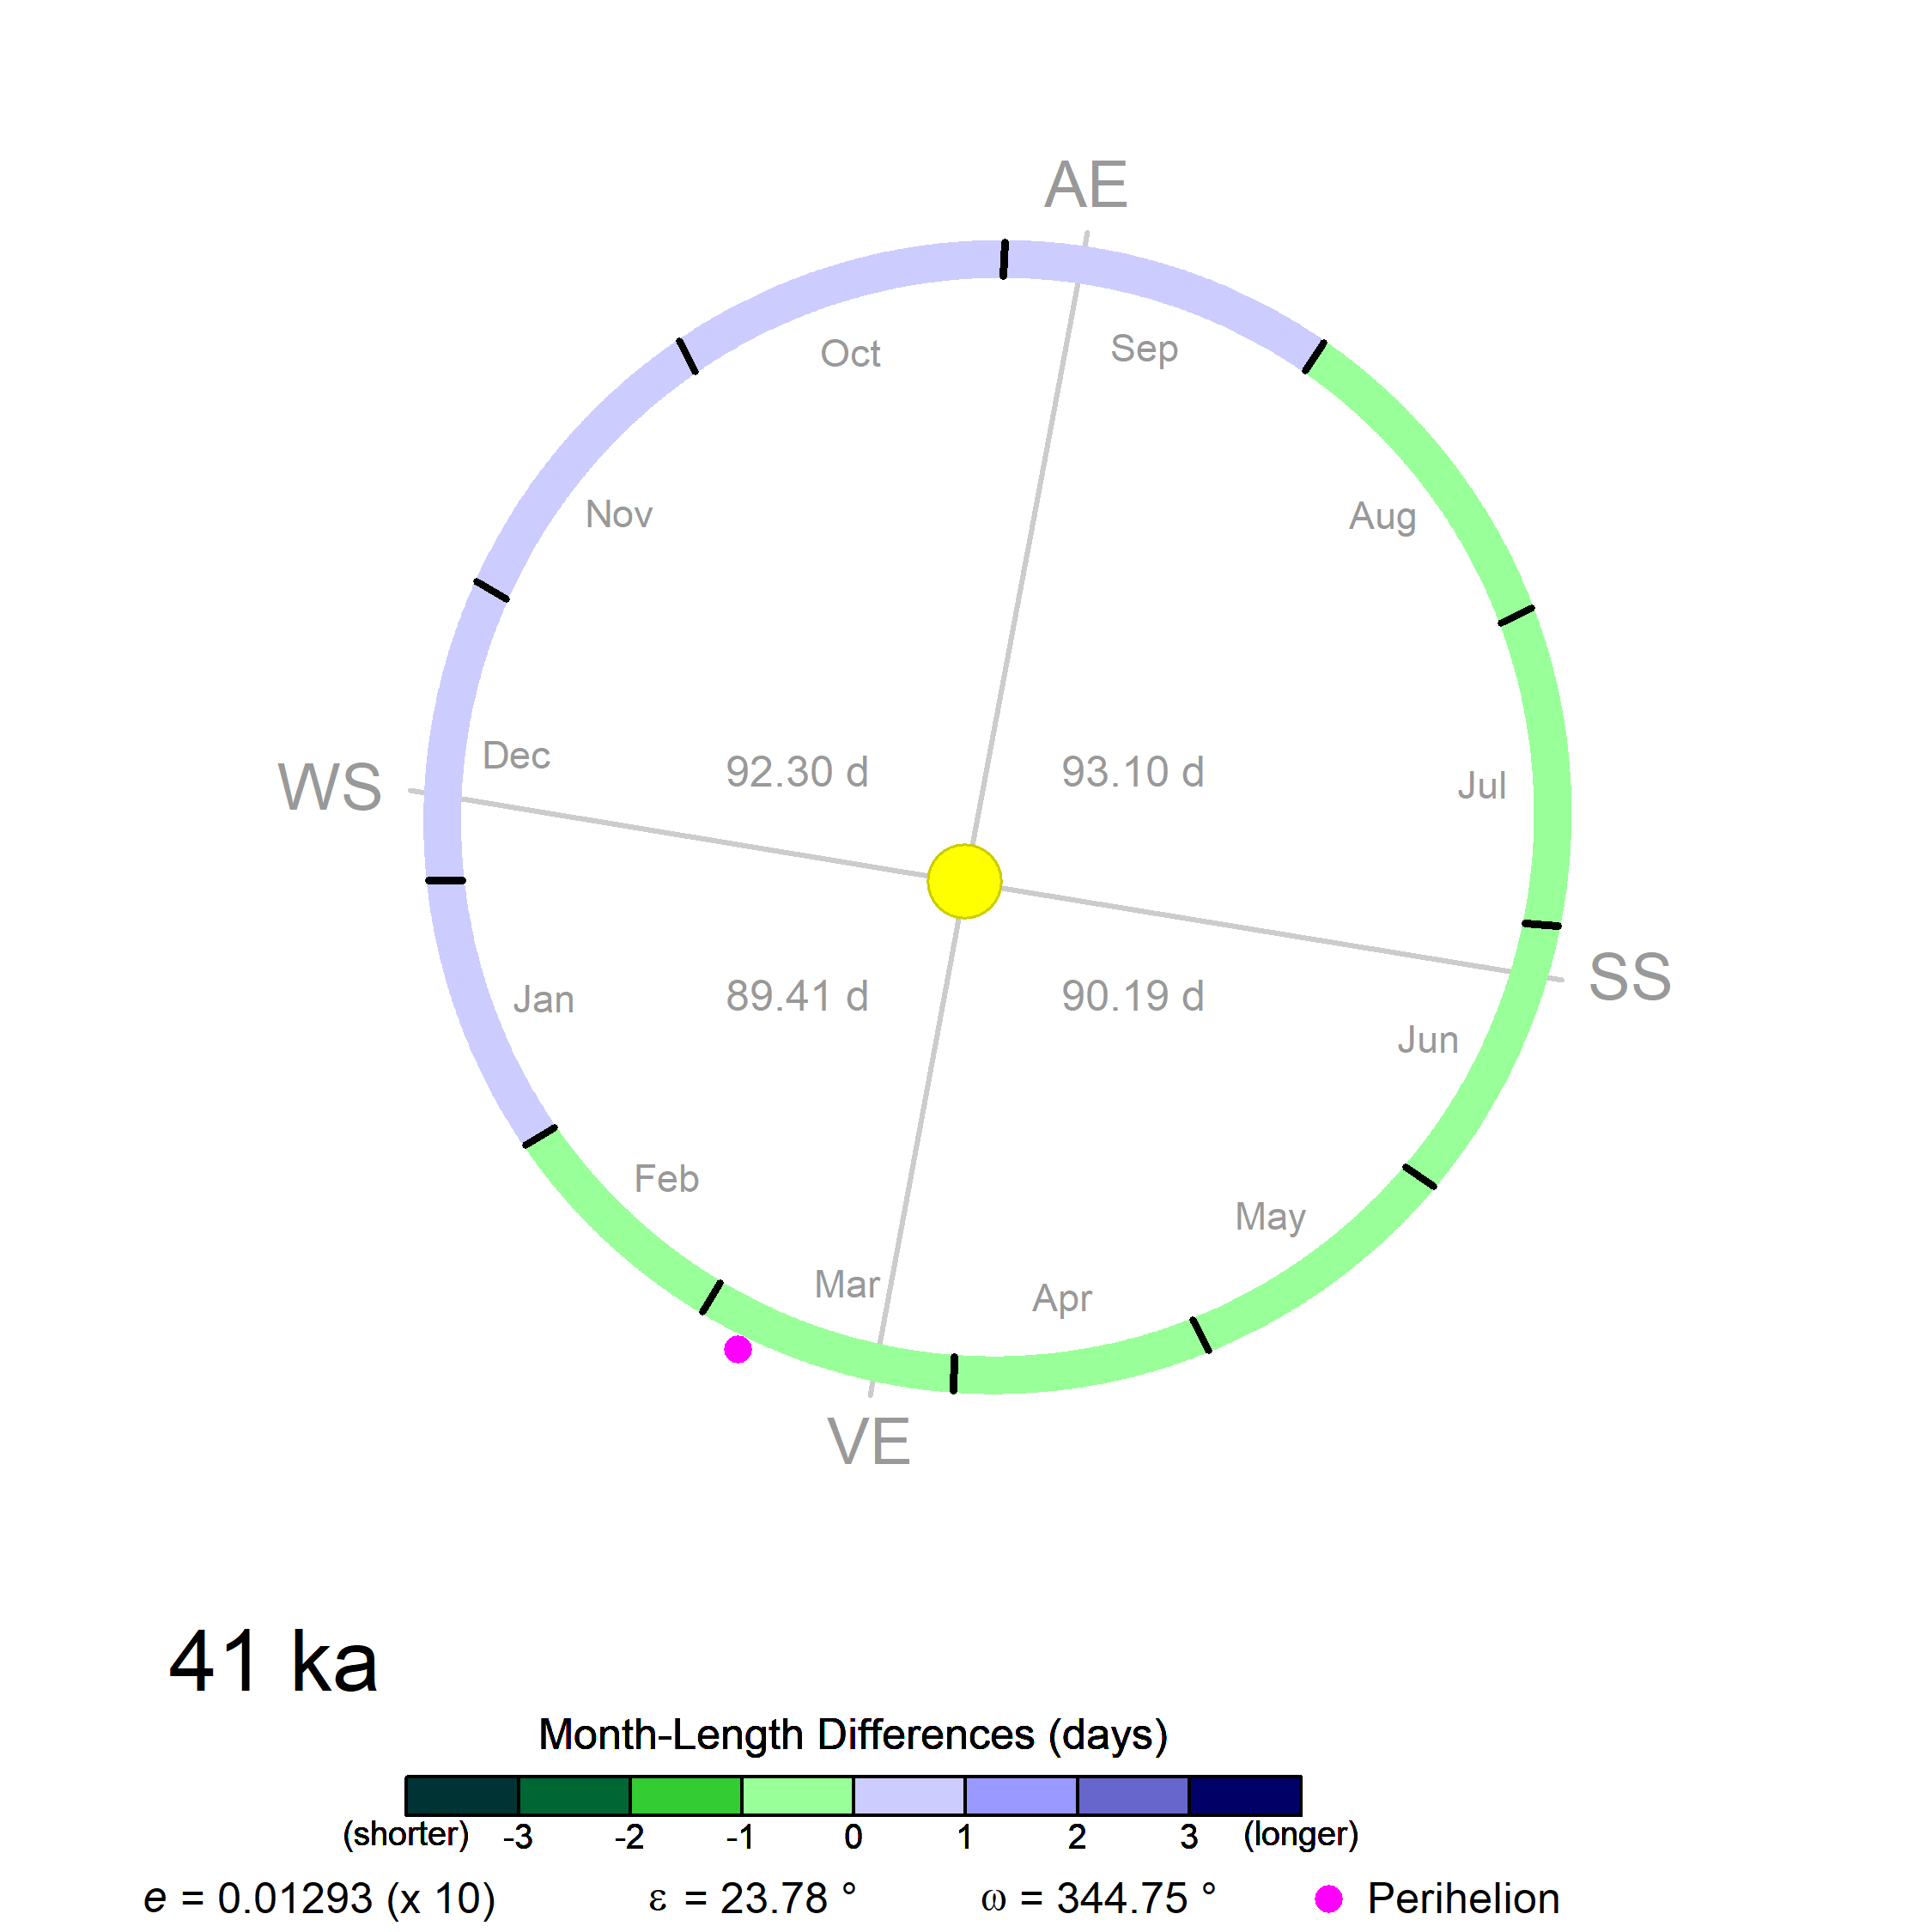 AE
Oct
Sep
Nov
Aug
WS
Dec
92.30 d
93.10 d
Jul
SS
Jan
89.41 d
90.19 d
Jun
Feb
May
Mar
Apr
VE
41 ka
Month-Length Differences (days)
(shorter) -3 -2 -1 0 1 2 3 (longer)
e = 0.01293 (x 10) ε = 23.78 ° ω = 344.75 ° Perihelion